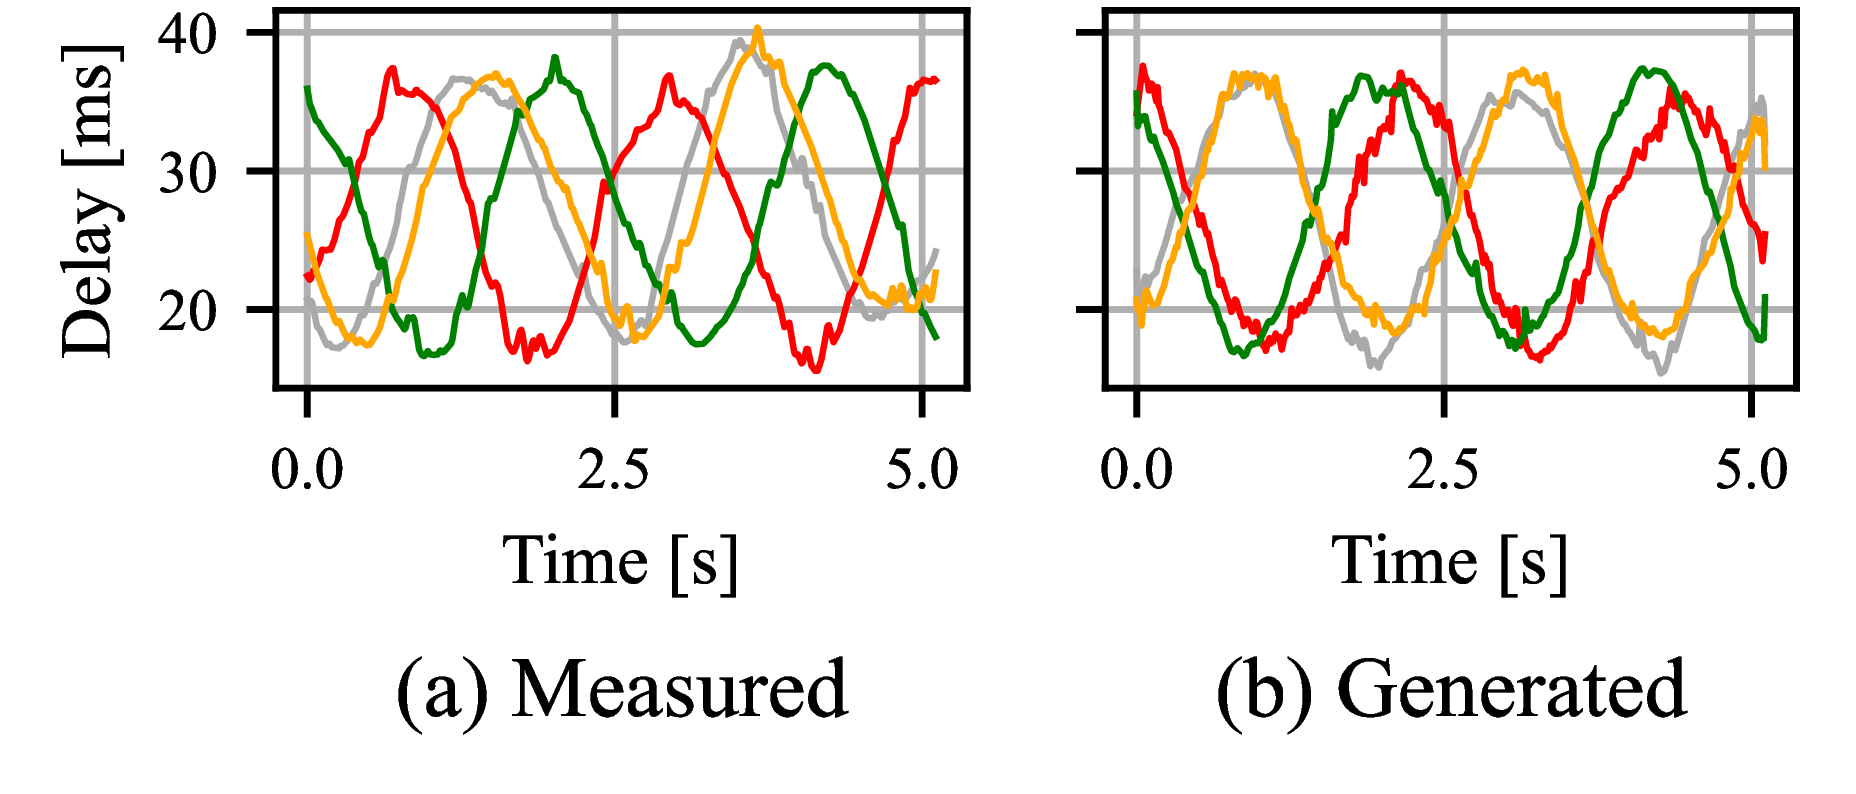 Delay [ms]
40
30
20
0.0 2.5 5.0
0.0 2.5 5.0
Time [s]
Time [s]
(a) Measured
(b) Generated